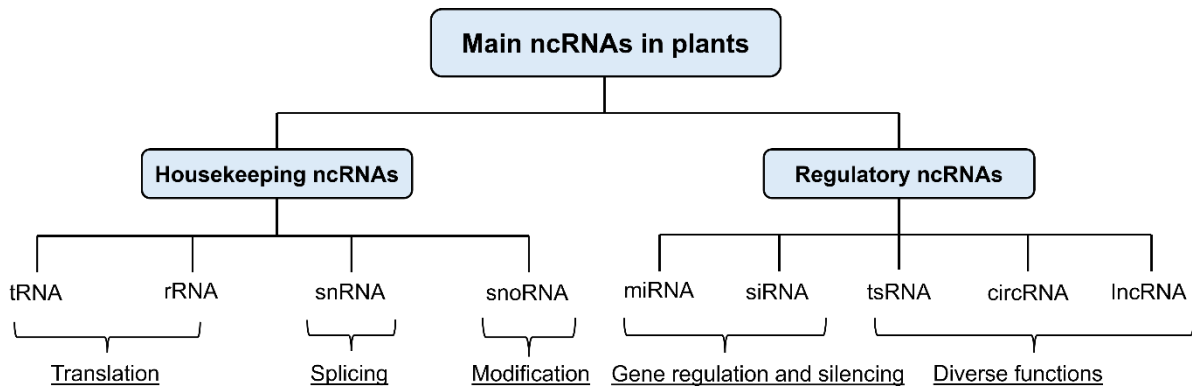 Main ncRNAs in plants
Housekeeping ncRNAs
Regulatory ncRNAs
tRNA rRNA snRNA snoRNA miRNA siRNA tsRNA circRNA lncRNA
Translation Splicing Modification Gene regulation and silencing Diverse functions